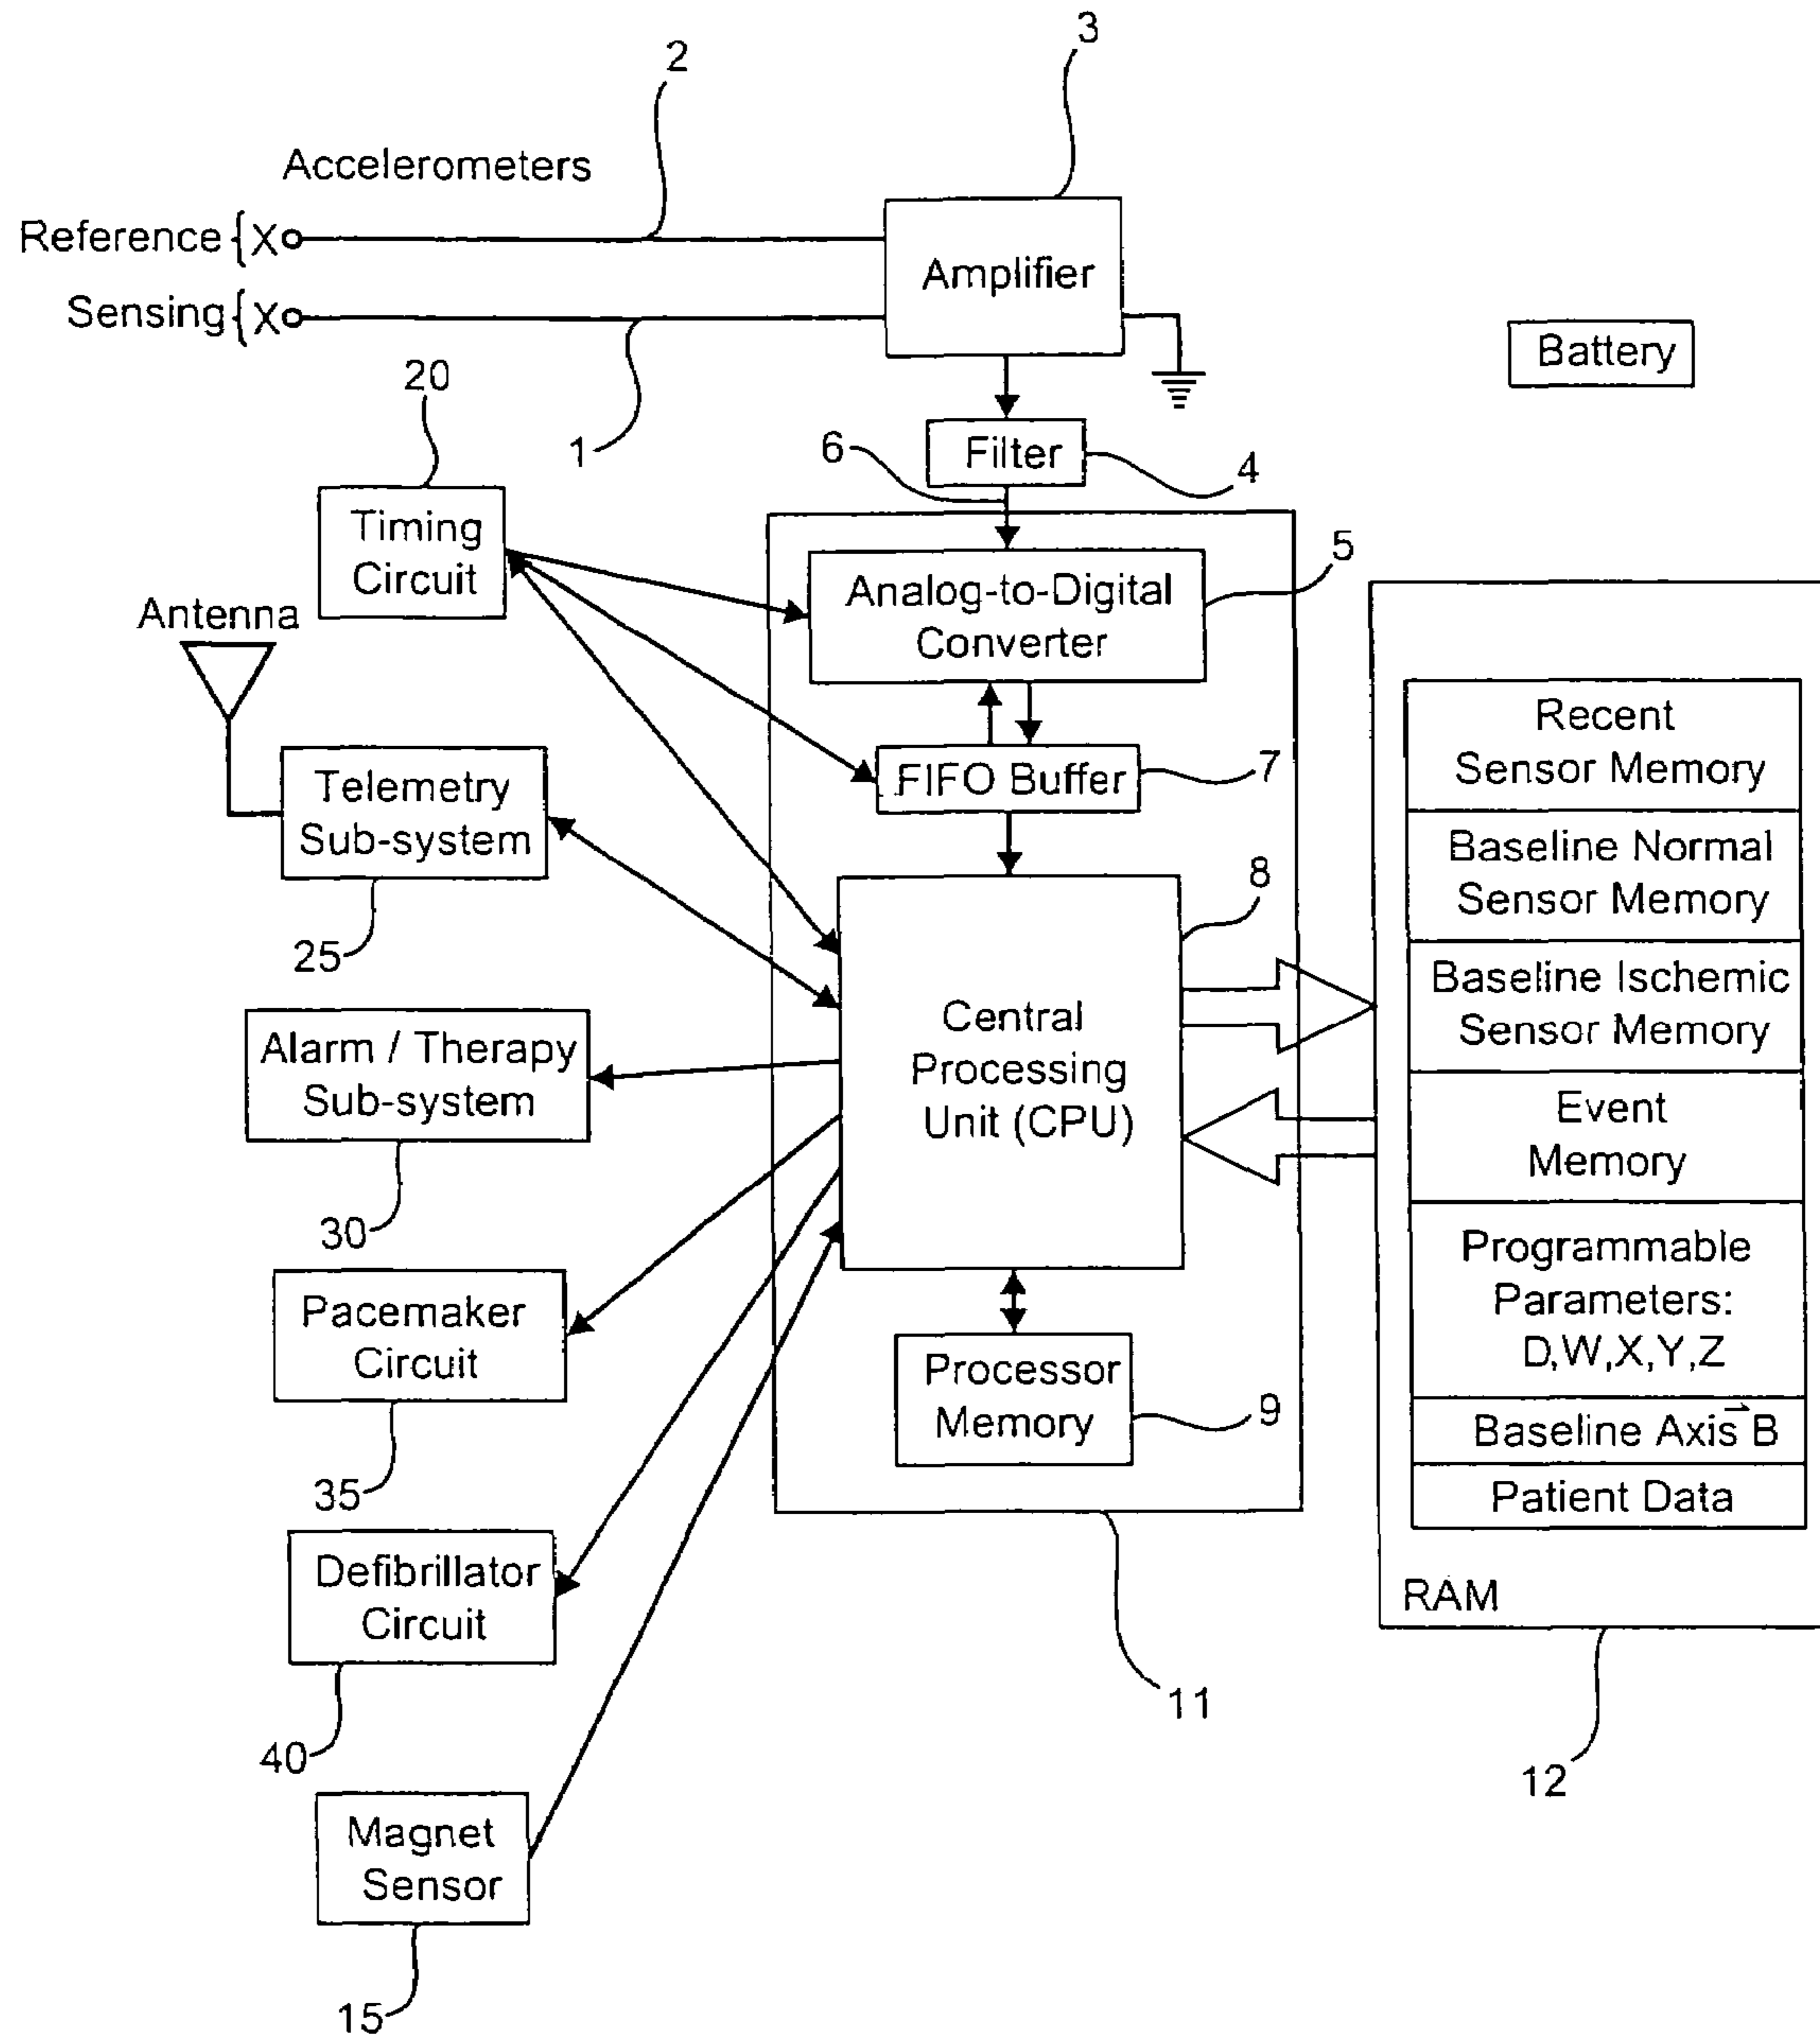 3
2
Accelerometers
Reference { X
Amplifier
Sensing { X
Battery
20
1
6
Filter
4
Timing
Circuit
5
Analog-to-Digital
Converter
Antenna
Recent
Sensor Memory
Telemetry
Sub-system
FIFO Buffer
7
Baseline Normal
Sensor Memory
8
25
Baseline Ischemic
Sensor Memory
Central
Processing
Unit (CPU)
Alarm / Therapy
Sub-system
Event
Memory
30
Programmable
Parameters:
D,W,X,Y,Z
Pacemaker
Circuit
Processor
Memory
9
Baseline Axis B⃗
35
Patient Data
Defibrillator
Circuit
RAM
11
40
12
Magnet
Sensor
15